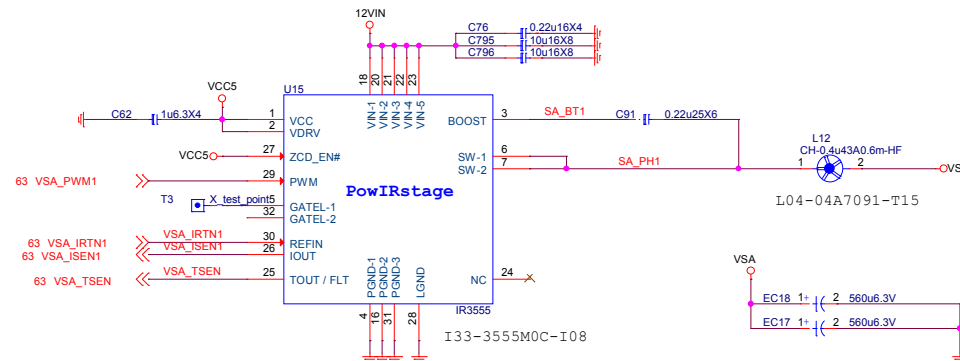 12VIN
C76 0.22u16X4
C795 10u16X8
C796 10u16X8
18 20 21 22 23
U15
VCC5
C62 1u6.3X4
1 VCC
2 VDRV
VIN-1 VIN-2 VIN-3 VIN-4 VIN-5
BOOST 3 SA_BT1 C91 0.22u25X6
L12
CH-0.4u43A0.6m-HF
VCC5 27 ZCD_EN#
SW-1 6
SW-2 7 SA_PH1 1 2
63 VSA_PWM1 29 PWM
PowIRstage
L04-04A7091-T15
T3 X_test_point 5 GATEL-1
32 GATEL-2
63 VSA_IRTN1 VSA_IRTN1 30 REFIN
63 VSA_ISEN1 VSA_ISEN1 26 IOUT
63 VSA_TSEN VSA_TSEN 25 TOUT / FLT
PGND-1 PGND-2 PGND-3 LGND
NC 24
VSA
EC18 1 + 2 560u6.3V
EC17 1 + 2 560u6.3V
IR3555
4 16 31 28
I33-3555M0C-I08